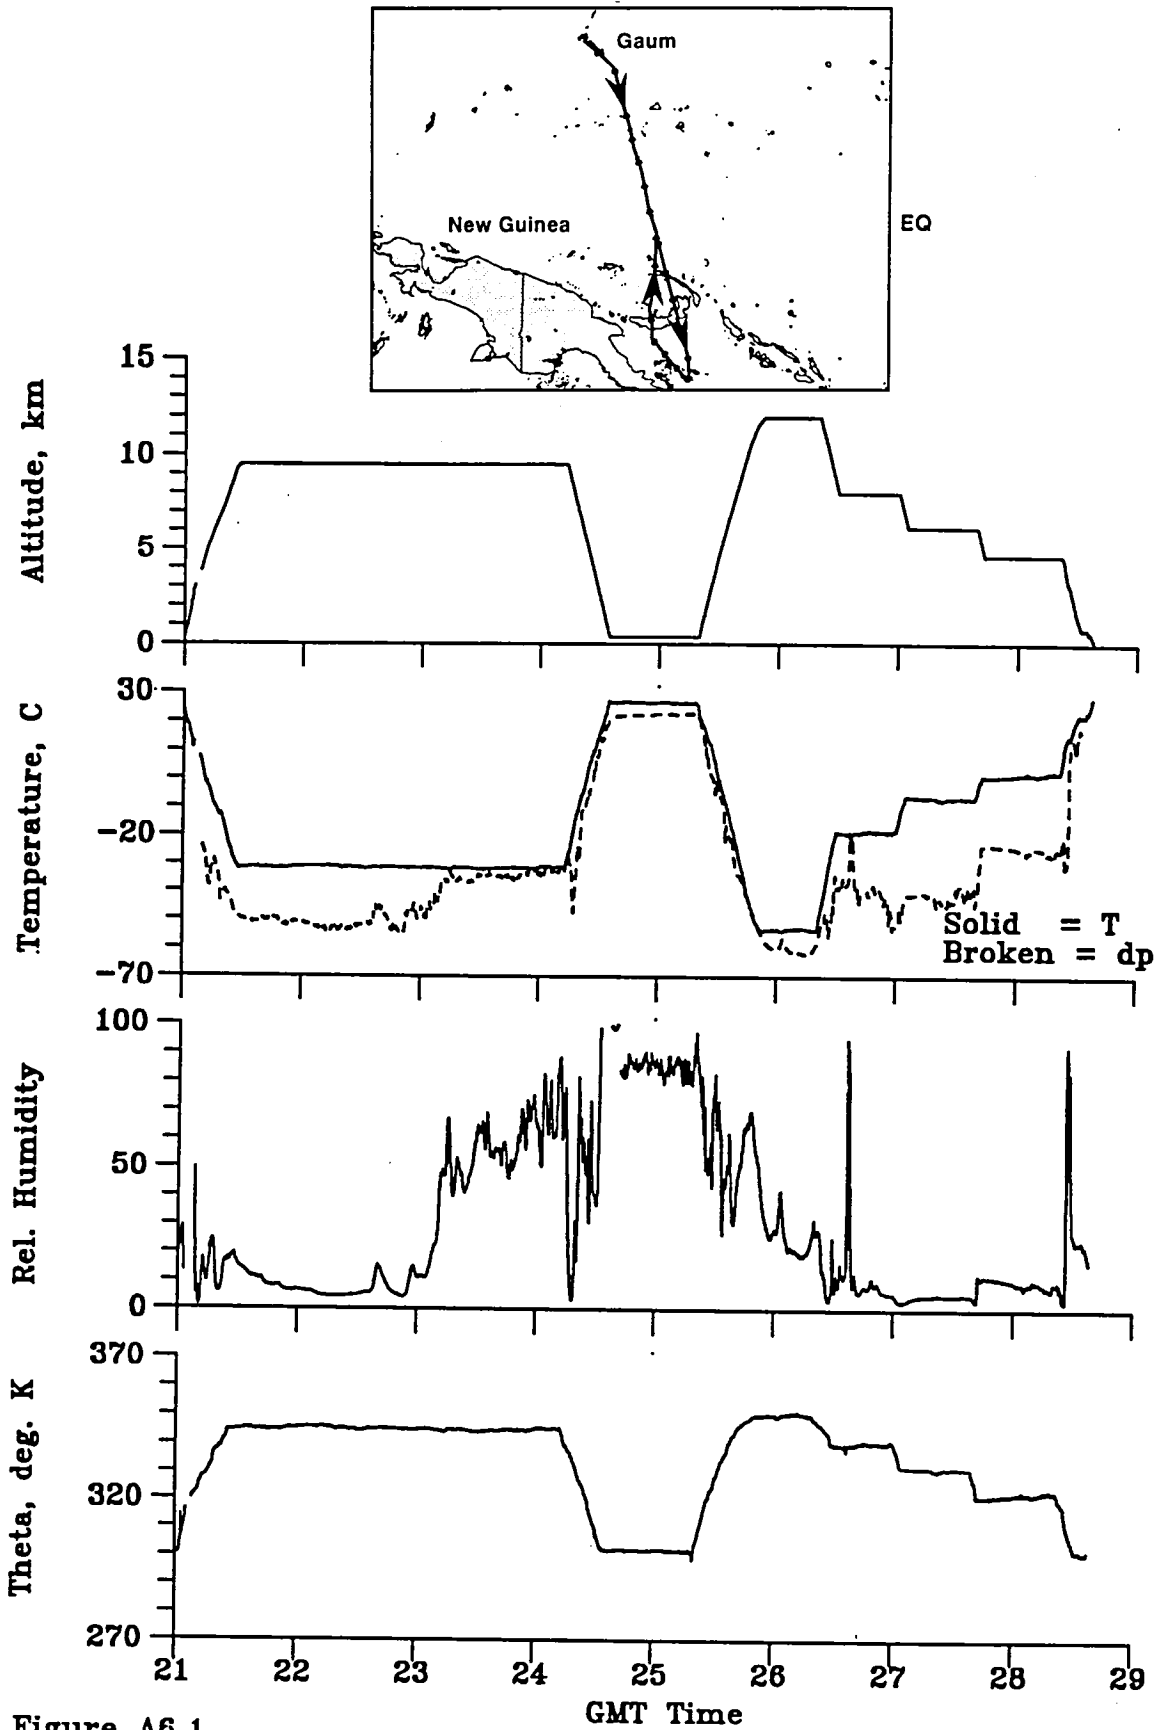 Gaum
New Guinea
EQ
15
10
5
0
Altitude, km
30
-20
-70
Temperature, C
Solid = T
Broken = dp
100
50
0
Rel. Humidity
370
320
270
Theta, deg. K
21 22 23 24 25 26 27 28 29
GMT Time
Figure A6.1